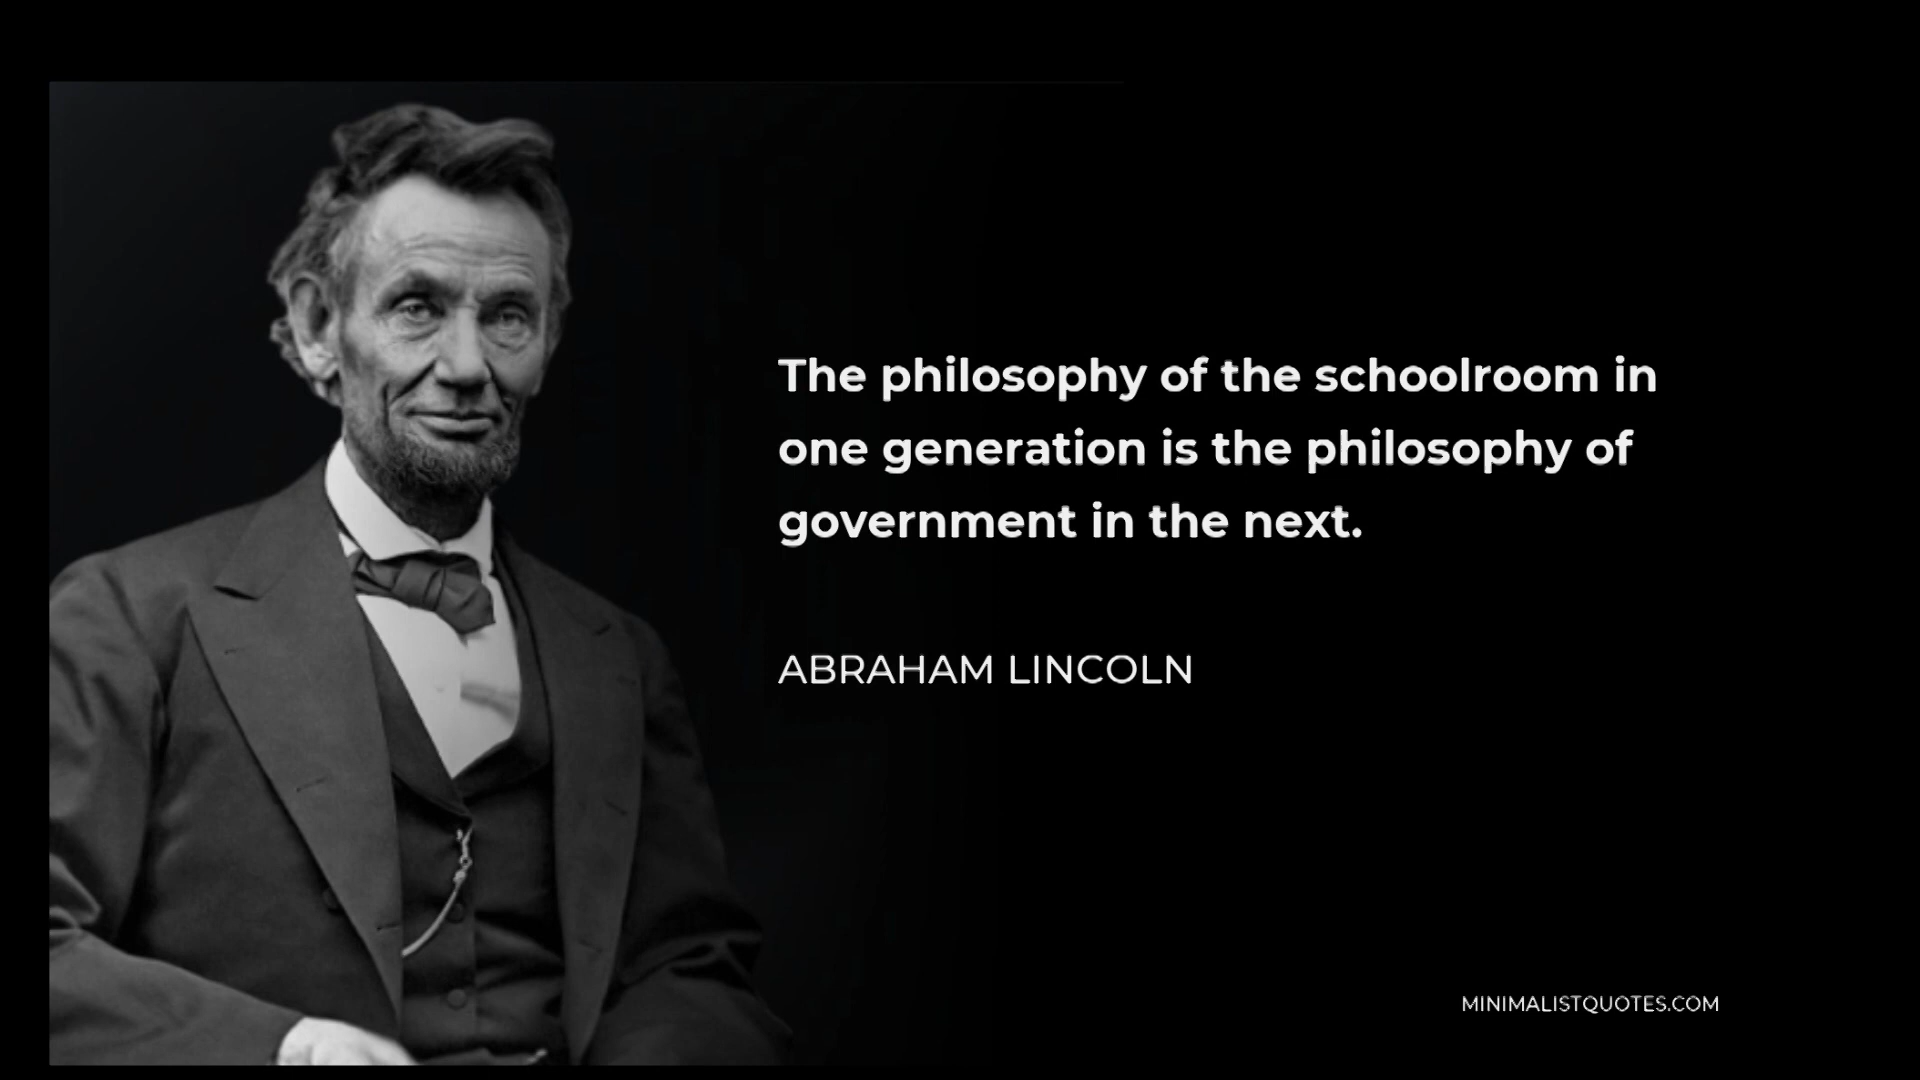 The philosophy of the schoolroom in
one generation is the philosophy of
government in the next.
ABRAHAM LINCOLN
MINIMALISTQUOTES.COM